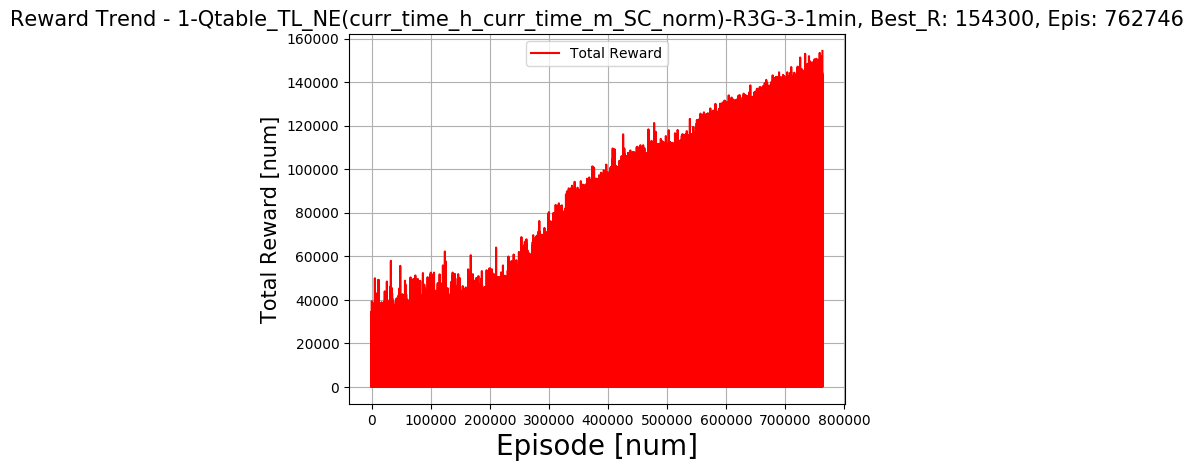 Reward Trend - 1-Qtable_TL_NE(curr_time_h_curr_time_m_SC_norm)-R3G-3-1min, Best_R: 154300, Epis: 762746
Total Reward
Total Reward [num]
160000
140000
120000
100000
80000
60000
40000
20000
0
0 100000 200000 300000 400000 500000 600000 700000 800000
Episode [num]